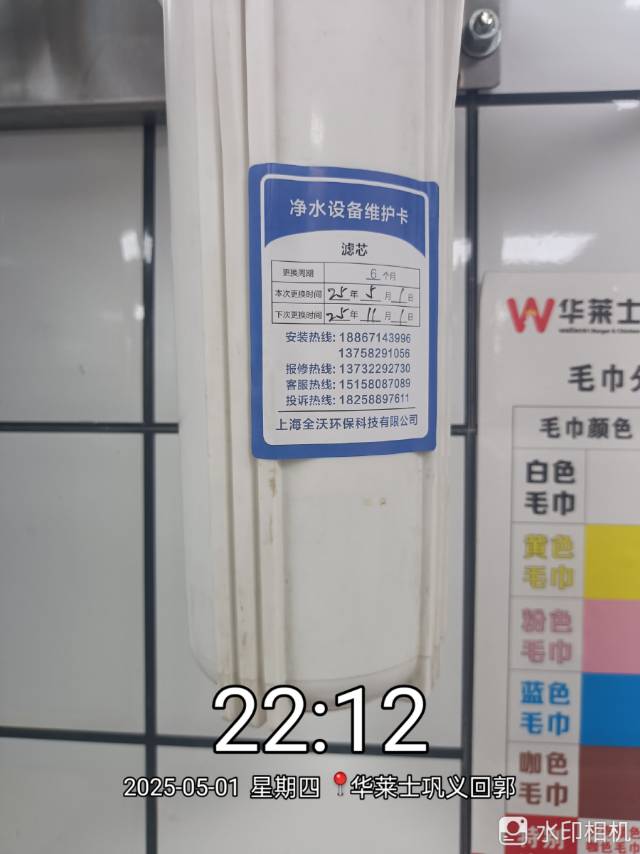 净水设备维护卡
滤芯
更换周期 6 个月
本次更换时间 25 年 5 月 1 日
下次更换时间 25 年 11 月 1 日
安装热线: 18867143996
13758291056
报修热线: 13732292730
客服热线: 15158087089
投诉热线: 18258897611
上海全沃环保科技有限公司
华莱士
毛巾分
毛巾颜色
白色
毛巾
黄色
毛巾
粉色
毛巾
蓝色
毛巾
咖色
毛巾
特别
22:12
2025-05-01 星期四 华莱士巩义回郭
水印相机